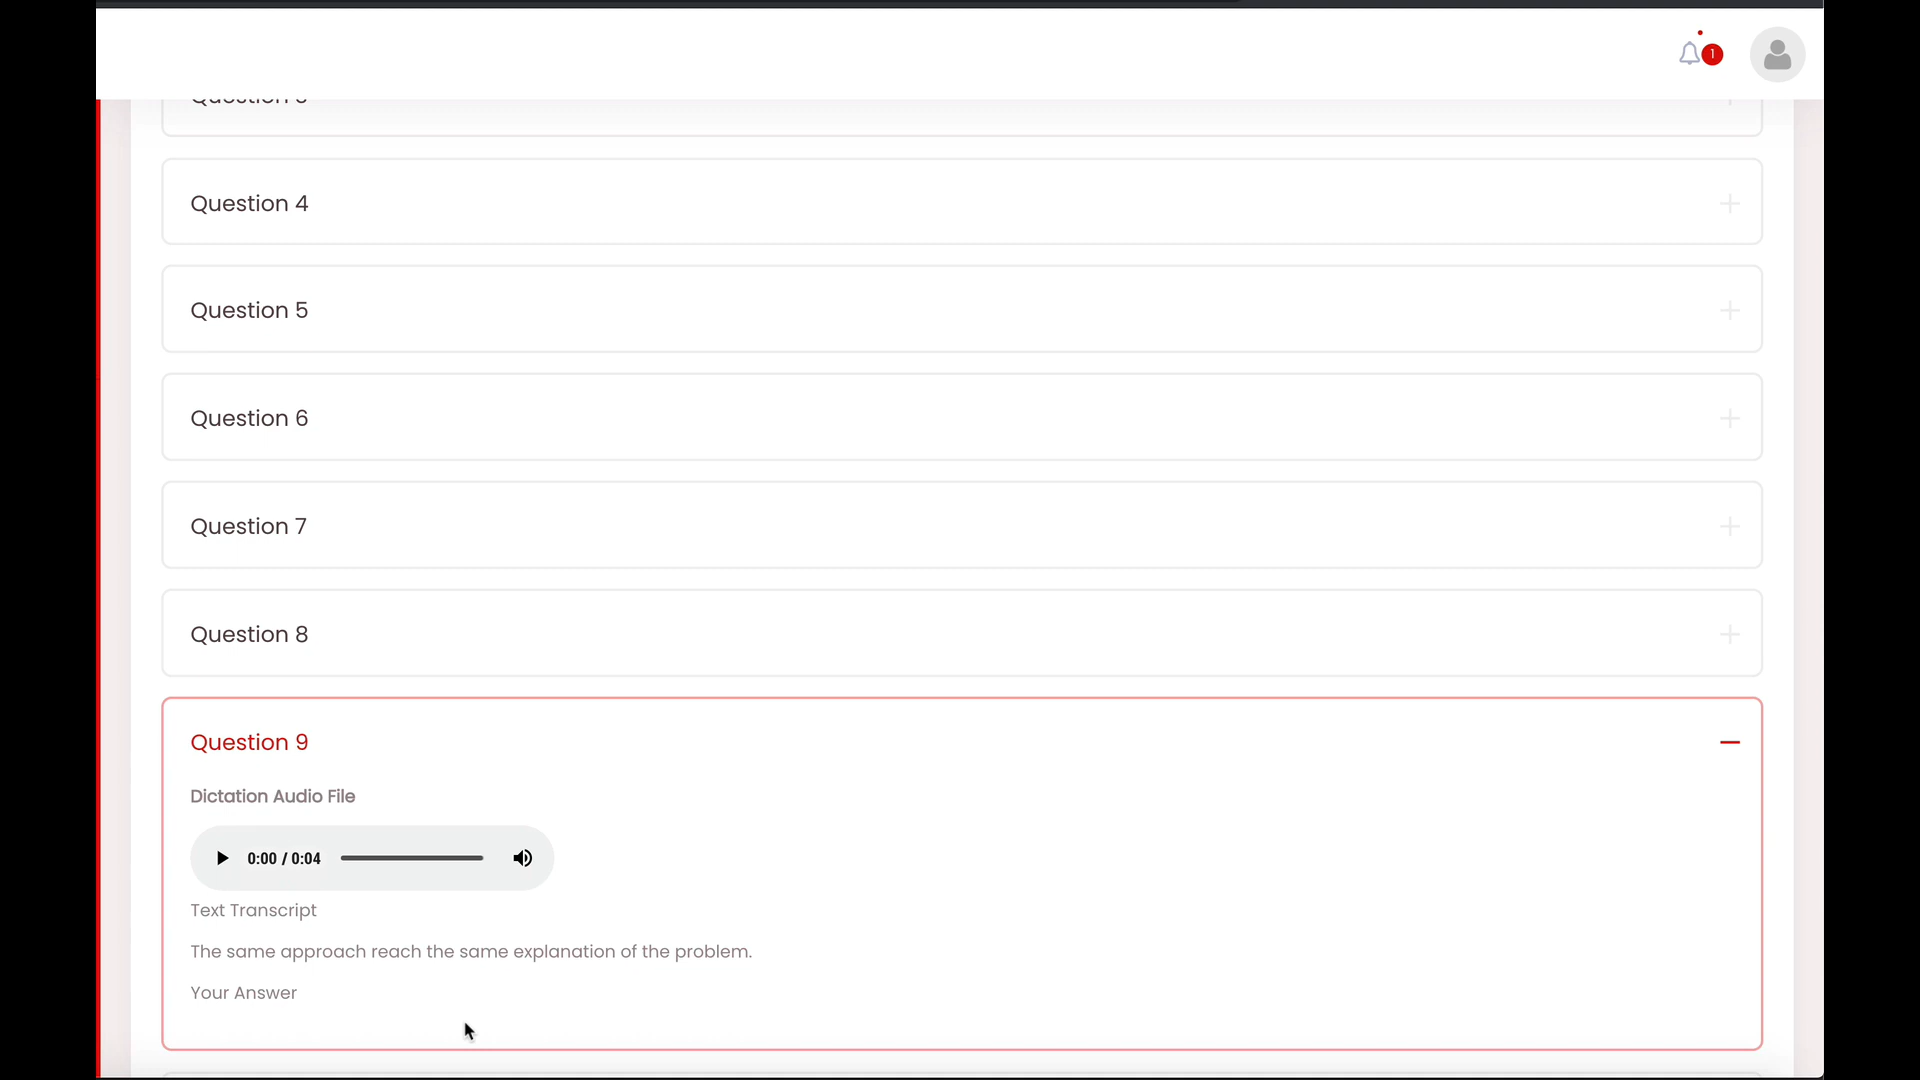 1
Question 4
Question 5
Question 6
Question 7
Question 8
Question 9
Dictation Audio File
0:00 / 0:04
Text Transcript
The same approach reach the same explanation of the problem.
Your Answer